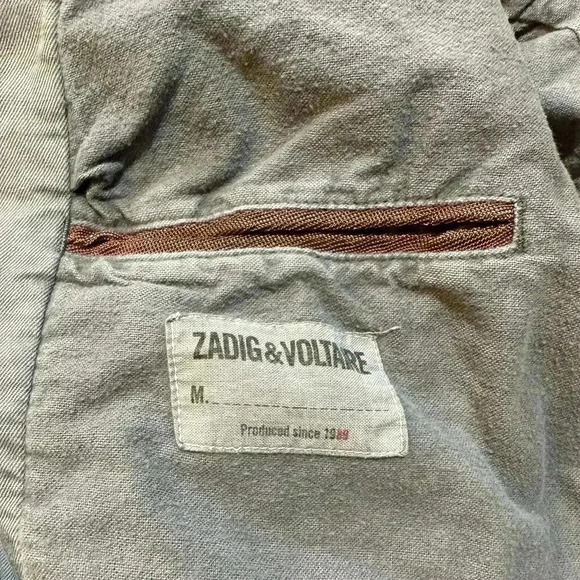 ZADIG&VOLTAIRE
M.
Produced since 1989